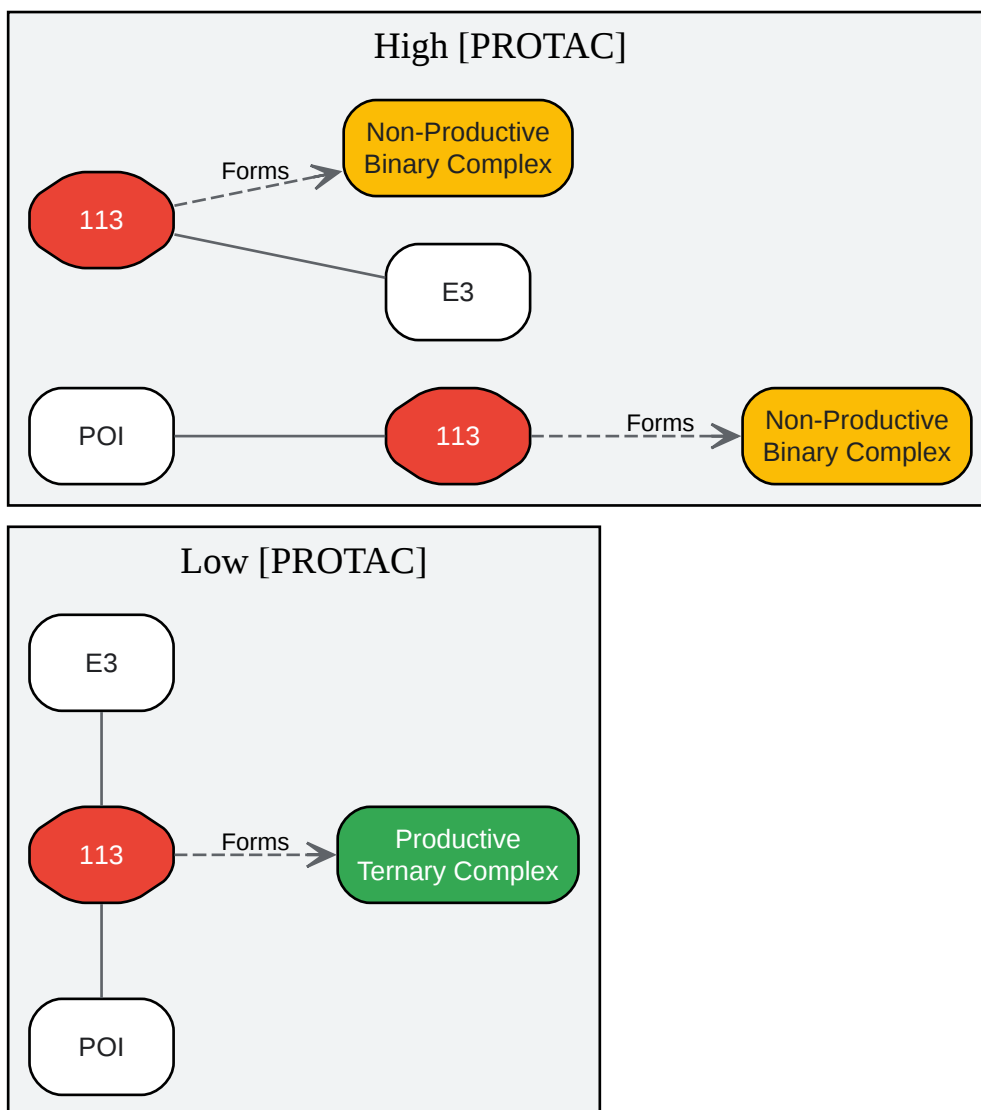 High [PROTAC]
Non-Productive
Binary Complex
Forms
113
E3
POI
113
Forms
Non-Productive
Binary Complex
Low [PROTAC]
E3
113
Forms
Productive
Ternary Complex
POI